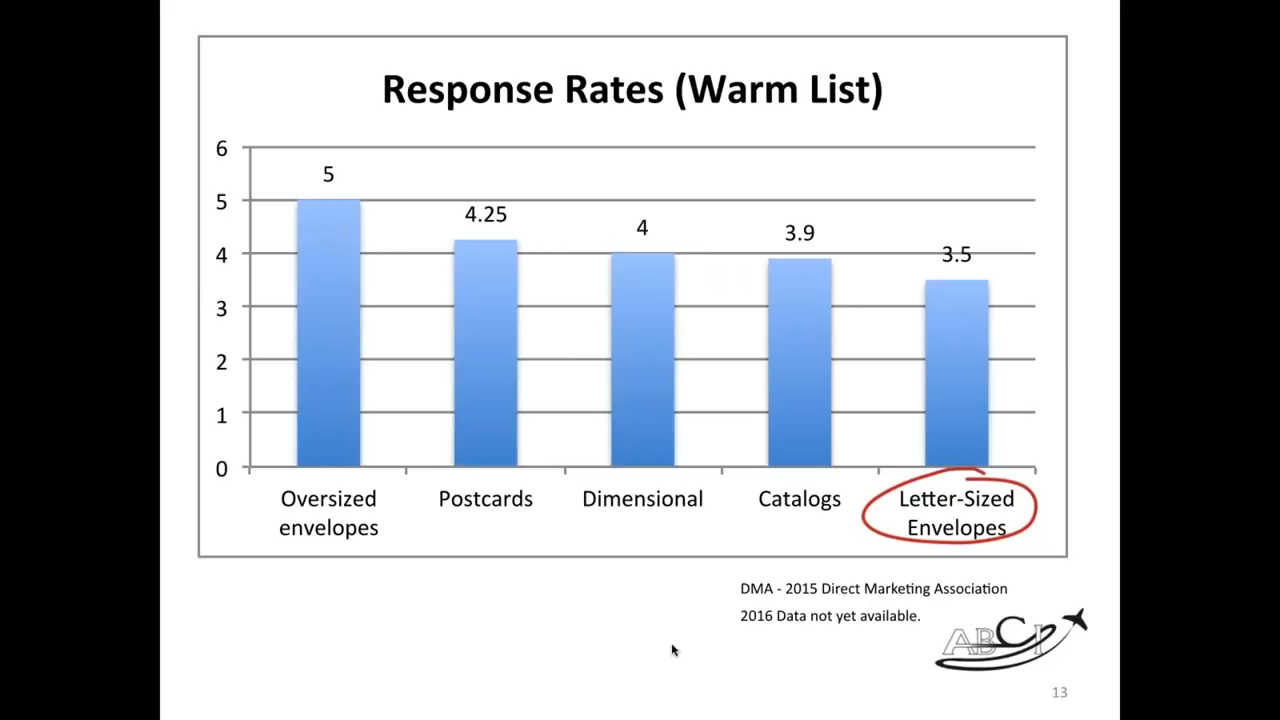 Response Rates (Warm List)
6
5
4
3
2
1
0
5
4.25
4
3.9
3.5
Oversized
envelopes
Postcards
Dimensional
Catalogs
Letter-Sized
Envelopes
DMA - 2015 Direct Marketing Association
2016 Data not yet available.
ABCI
13